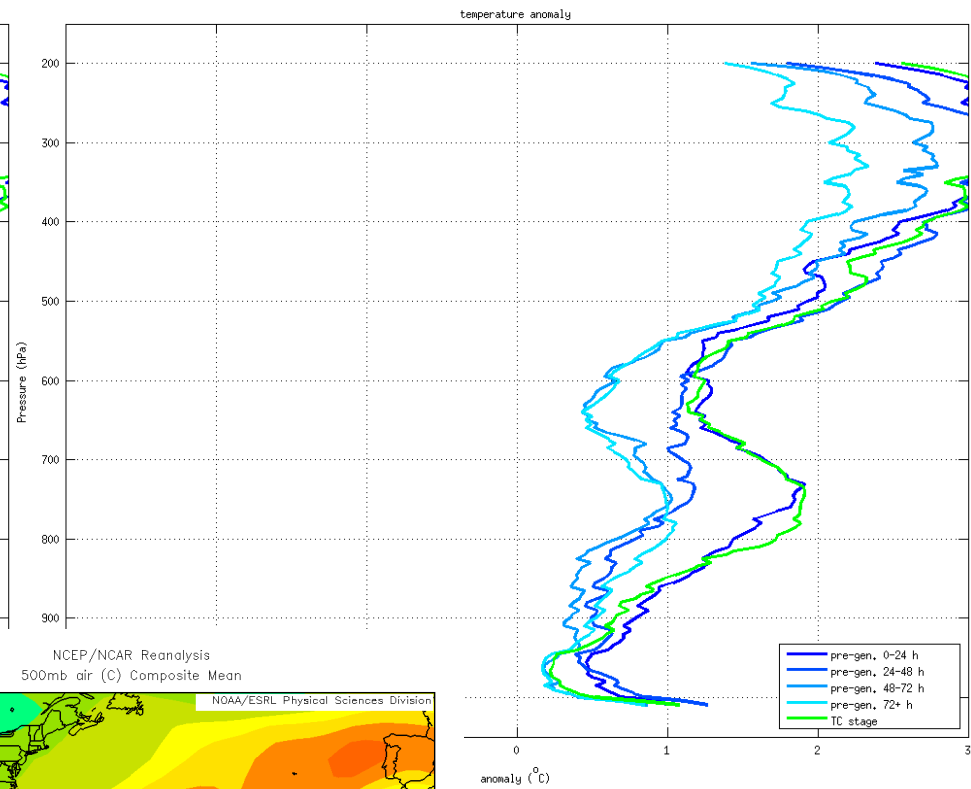 temperature anomaly
200
300
400
500
600
700
800
900
Pressure (hPa)
0
1
2
3
anomaly (°C)
pre-gen. 0-24 h
pre-gen. 24-48 h
pre-gen. 48-72 h
pre-gen. 72+ h
TC stage
NCEP/NCAR Reanalysis
500mb air (C) Composite Mean
NOAA/ESRL Physical Sciences Division